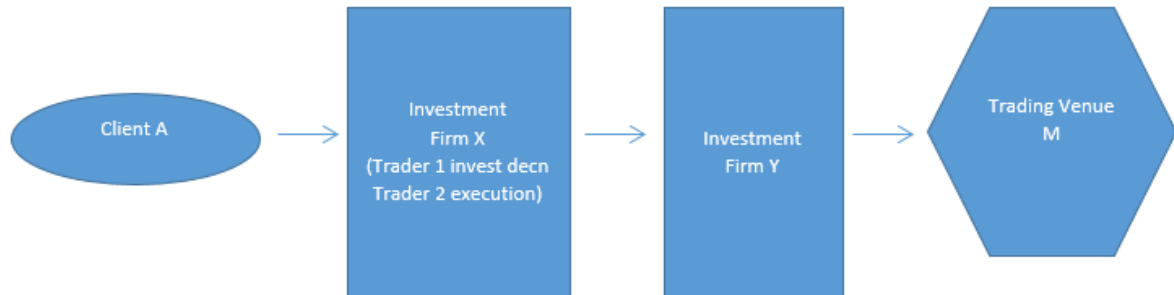 Client A
Investment
Firm X
(Trader 1 invest decn
Trader 2 execution)
Investment
Firm Y
Trading Venue
M